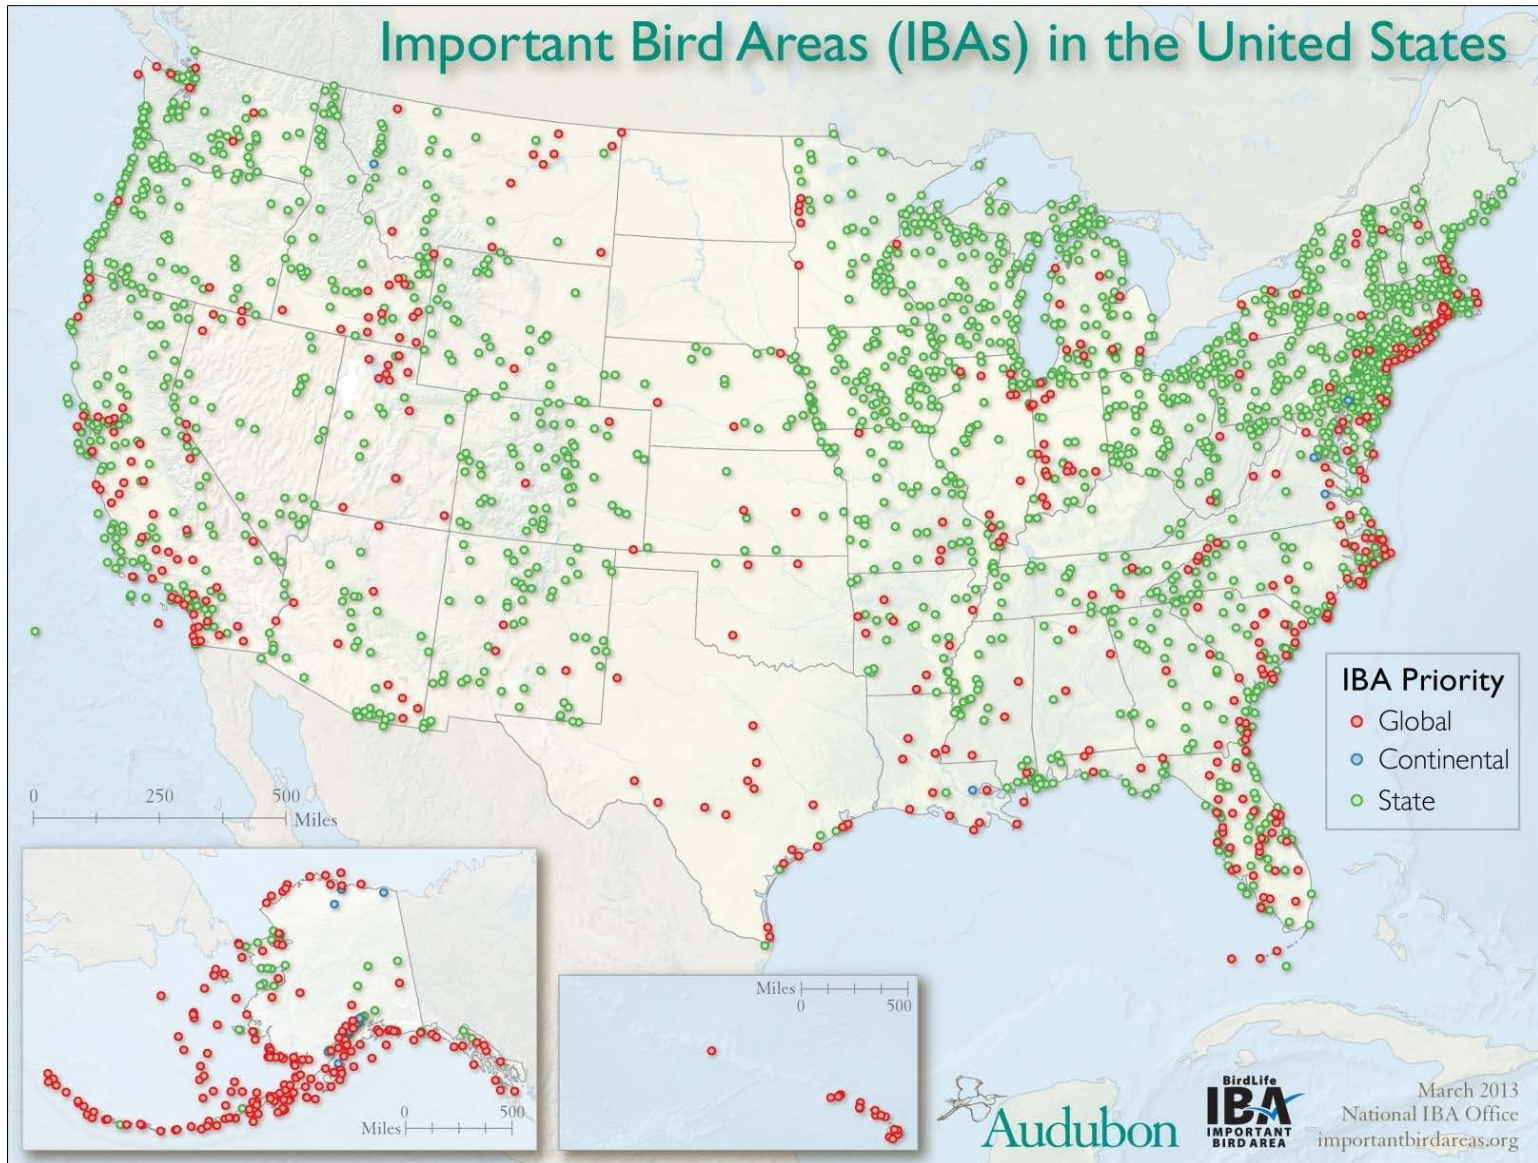 Important Bird Areas (IBAs) in the United States
IBA Priority
Global
Continental
State
0 250 500
Miles
0 500
Miles
Miles
0 500
Audubon
BirdLife
IBA
IMPORTANT
BIRD AREA
March 2013
National IBA Office
importantbirdareas.org